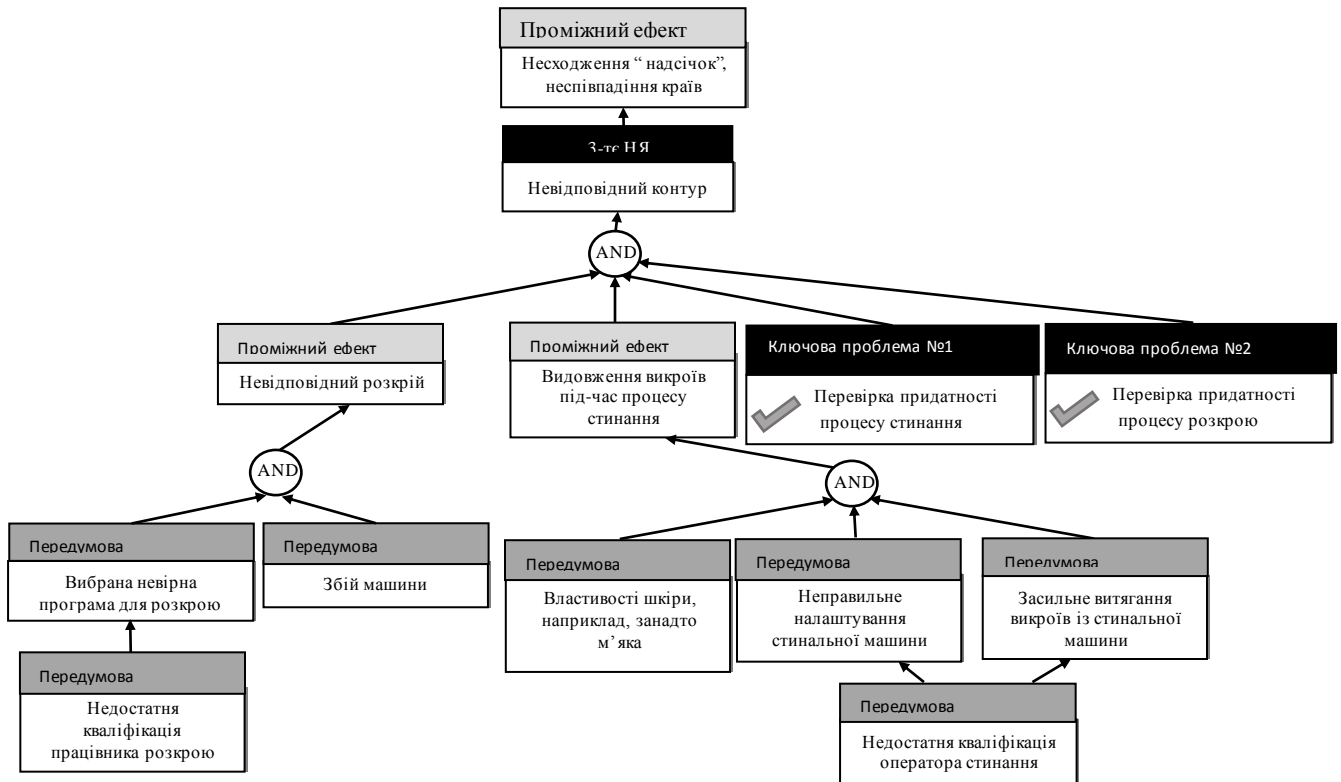 Проміжний ефект
Несходження “ надсічок”,
неспівпадіння країв
3-тє НЯ
Невідповідний контур
AND
Проміжний ефект
Невідповідний розкрій
Проміжний ефект
Видовження викроїв
під-час процесу
стинання
Ключова проблема №1
Перевірка придатності
процесу стинання
Ключова проблема №2
Перевірка придатності
процесу розкрою
AND
AND
Передумова
Вибрана невірна
програма для розкрою
Передумова
Збій машини
Передумова
Властивості шкіри,
наприклад, занадто
м’яка
Передумова
Неправильне
налаштування
стинальної машини
Передумова
Засильне витягання
викроїв із стинальної
машини
Передумова
Недостатня
кваліфікація
працівника розкрою
Передумова
Недостатня кваліфікація
оператора стинання